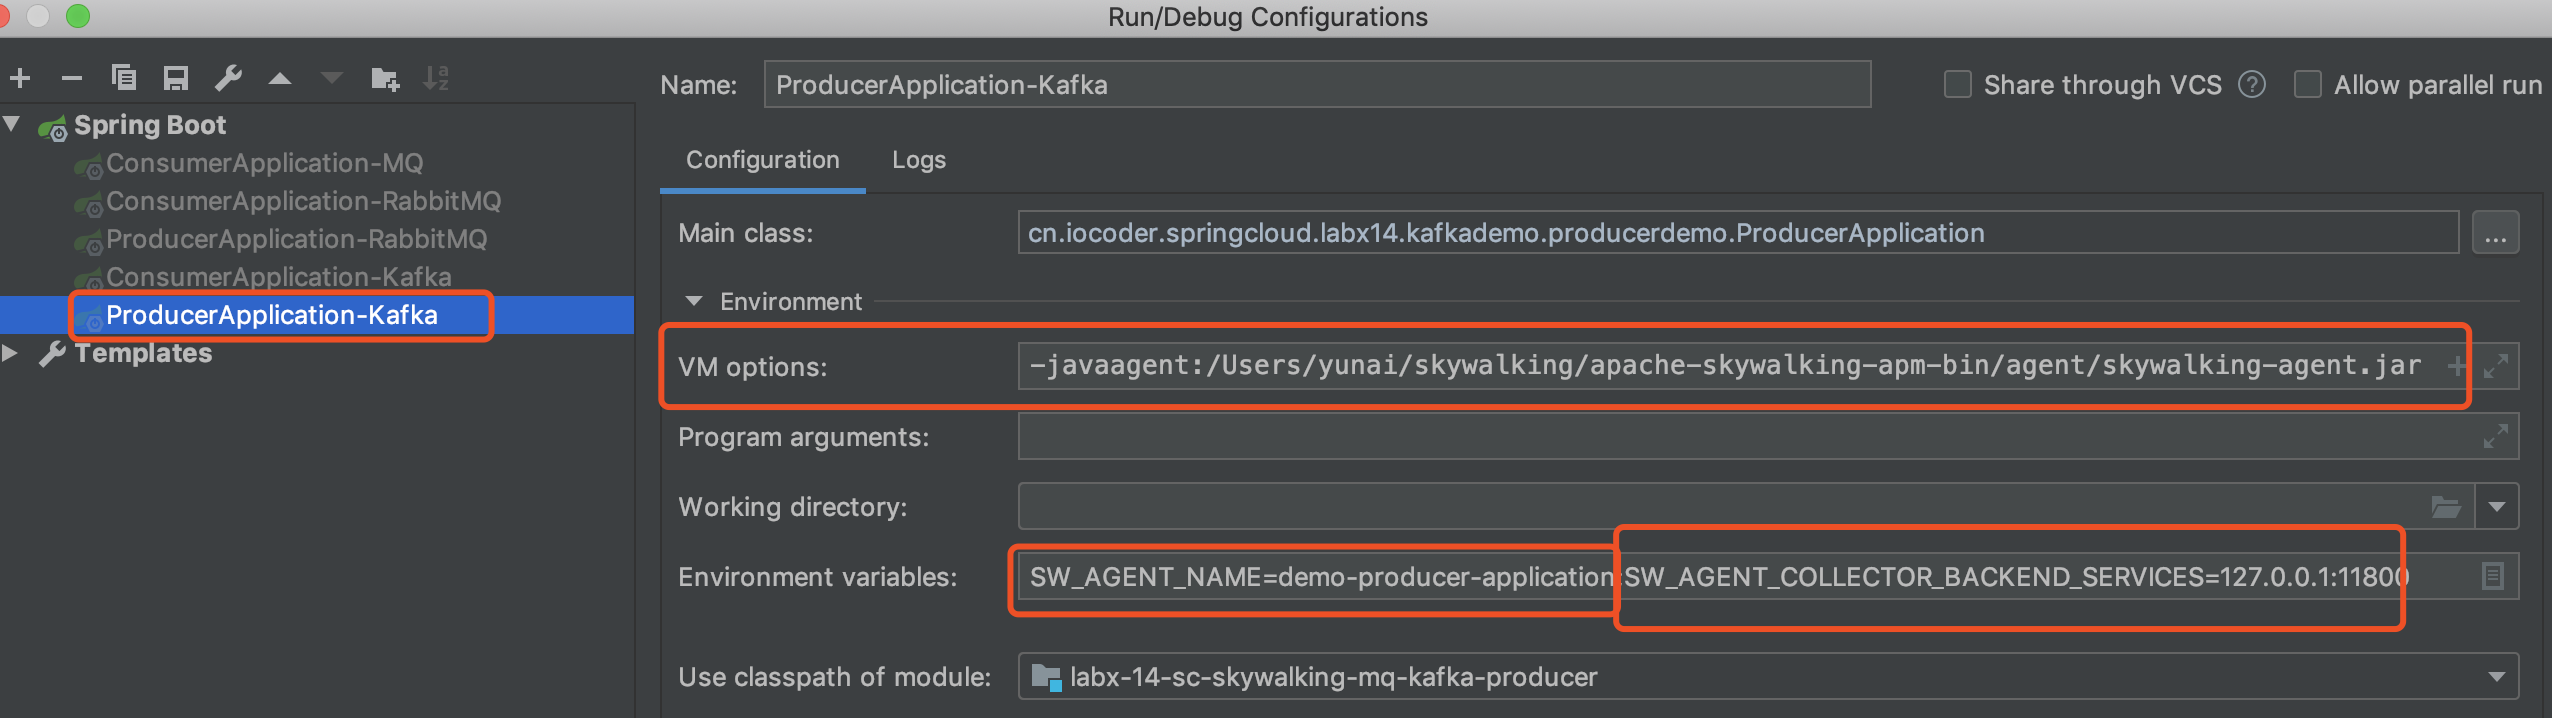 Run/Debug Configurations
Name: ProducerApplication-Kafka
Share through VCS ?
Allow parallel run
Spring Boot
ConsumerApplication-MQ
ConsumerApplication-RabbitMQ
ProducerApplication-RabbitMQ
ConsumerApplication-Kafka
ProducerApplication-Kafka
Templates
Configuration Logs
Main class: cn.iocoder.springcloud.labx14.kafkademo.producerdemo.ProducerApplication ...
Environment
VM options: -javaagent:/Users/yunai/skywalking/apache-skywalking-apm-bin/agent/skywalking-agent.jar
Program arguments:
Working directory:
Environment variables: SW_AGENT_NAME=demo-producer-application;SW_AGENT_COLLECTOR_BACKEND_SERVICES=127.0.0.1:11800
Use classpath of module: labx-14-sc-skywalking-mq-kafka-producer